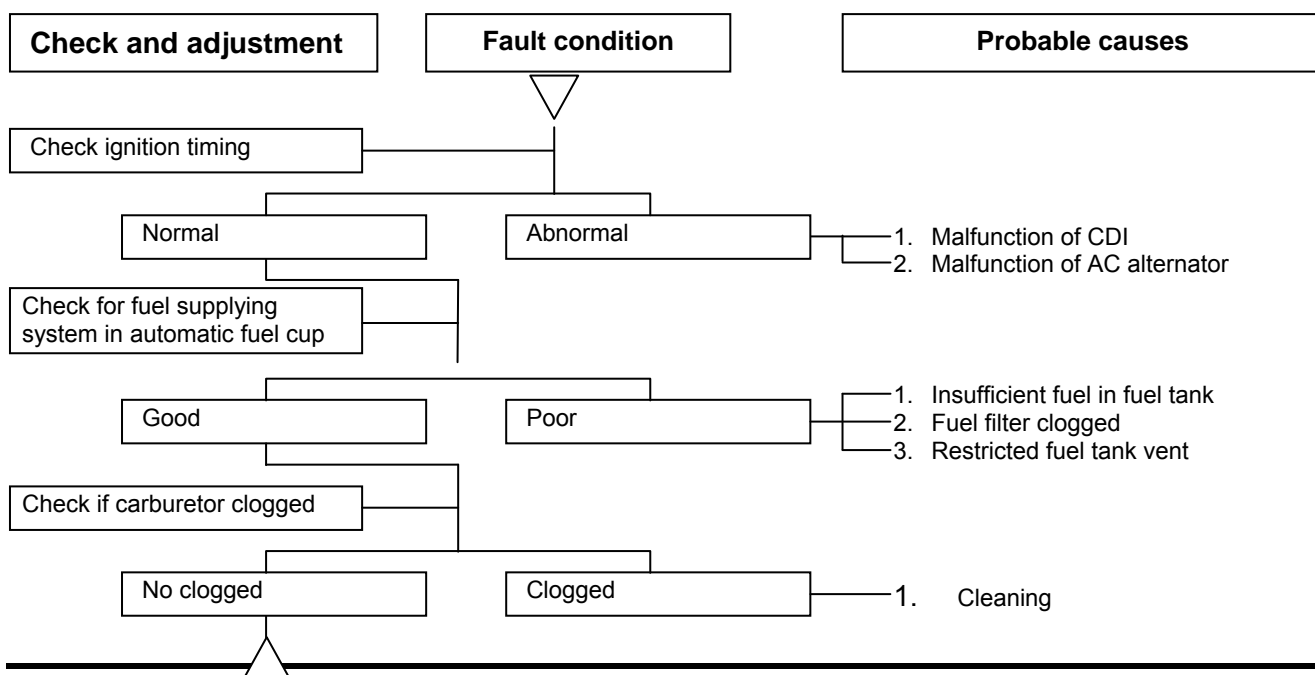 Check and adjustment
Fault condition
Probable causes
Check ignition timing
Normal
Abnormal
1. Malfunction of CDI
2. Malfunction of AC alternator
Check for fuel supplying
system in automatic fuel cup
Good
Poor
1. Insufficient fuel in fuel tank
2. Fuel filter clogged
3. Restricted fuel tank vent
Check if carburetor clogged
No clogged
Clogged
1. Cleaning